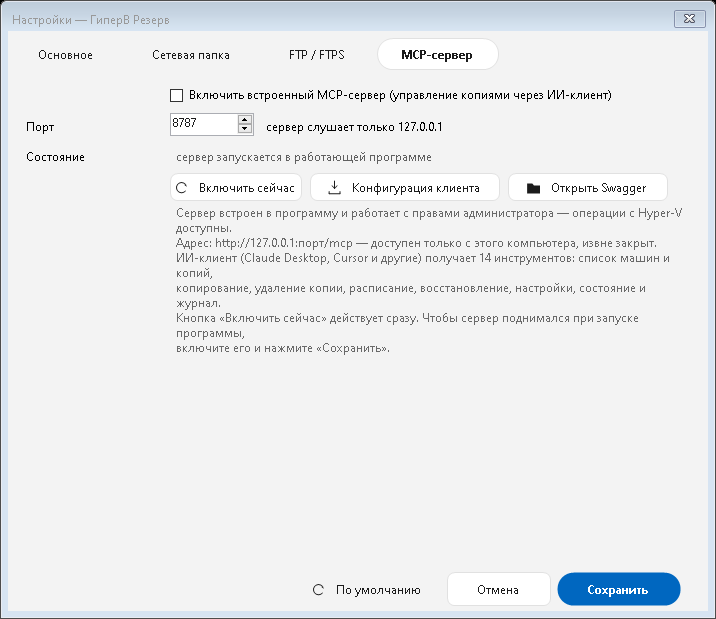 Настройки — ГиперВ Резерв
Основное
Сетевая папка
FTP / FTPS
MCP-сервер
Включить встроенный MCP-сервер (управление копиями через ИИ-клиент)
Порт
8787
сервер слушает только 127.0.0.1
Состояние
сервер запускается в работающей программе
Включить сейчас
Конфигурация клиента
Открыть Swagger
Сервер встроен в программу и работает с правами администратора — операции с Hyper-V
доступны.
Адрес: http://127.0.0.1:порт/mcp — доступен только с этого компьютера, извне закрыт.
ИИ-клиент (Claude Desktop, Cursor и другие) получает 14 инструментов: список машин и
копий,
копирование, удаление копии, расписание, восстановление, настройки, состояние и
журнал.
Кнопка «Включить сейчас» действует сразу. Чтобы сервер поднимался при запуске
программы,
включите его и нажмите «Сохранить».
По умолчанию
Отмена
Сохранить